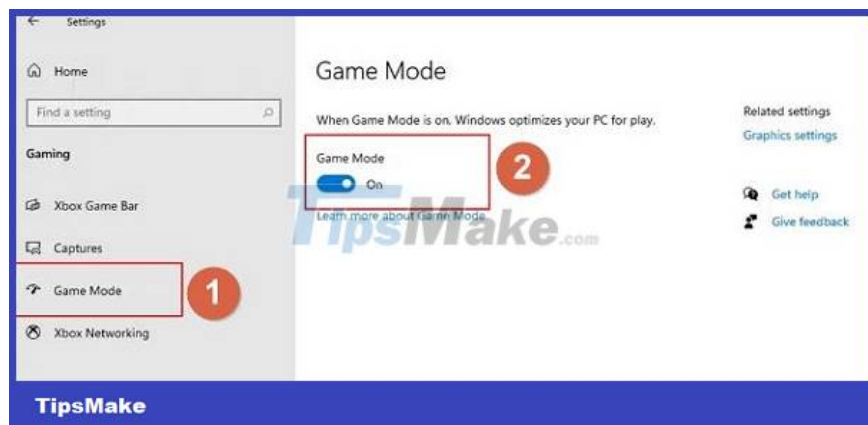 Settings
Home
Find a setting
Gaming
Xbox Game Bar
Captures
Game Mode
1
Xbox Networking
Game Mode
When Game Mode is on, Windows optimizes your PC for play.
Game Mode
On
2
Learn more about Game Mode
TipsMake.com
Related settings
Graphics settings
Get help
Give feedback
TipsMake